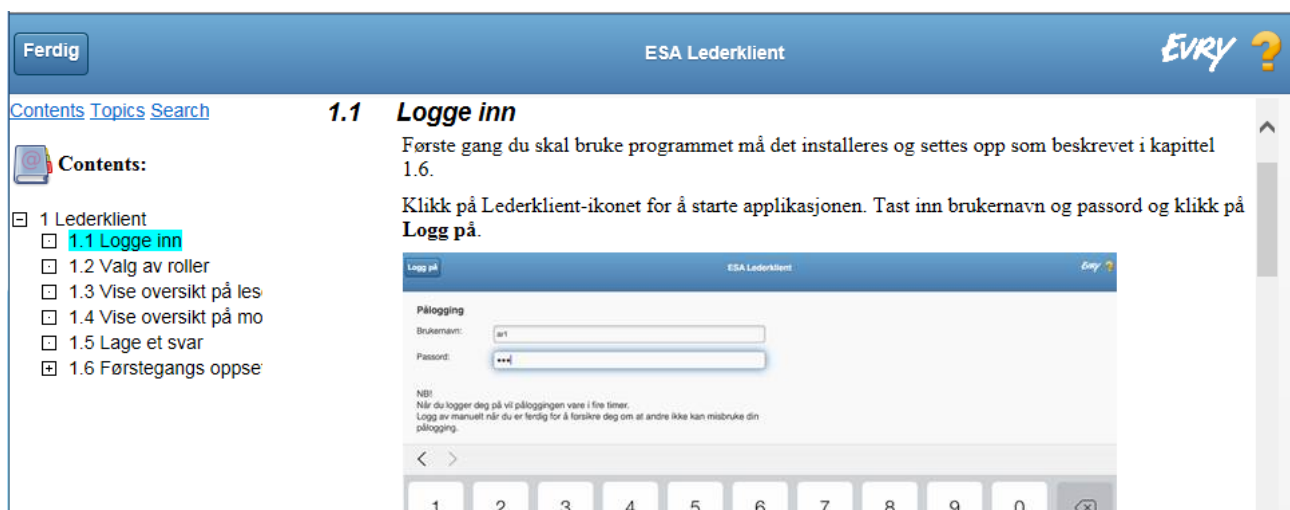 Ferdig
ESA Lederklient
EVRY ?
Contents Topics Search
Contents:
1 Lederklient
1.1 Logge inn
1.2 Valg av roller
1.3 Vise oversikt på les
1.4 Vise oversikt på mo
1.5 Lage et svar
1.6 Førstegangs oppse
1.1 Logge inn
Første gang du skal bruke programmet må det installeres og settes opp som beskrevet i kapittel
1.6.
Klikk på Lederklient-ikonet for å starte applikasjonen. Tast inn brukernavn og passord og klikk på
Logg på.
Logg på
ESA Lederklient
Evry ?
Pålogging
Brukernavn:
ar1
Passord:
•••
NB!
Når du logger deg på vil påloggingen vare i fire timer.
Logg av manuelt når du er ferdig for å forsikre deg om at andre ikke kan misbruke din
pålogging.
1 2 3 4 5 6 7 8 9 0